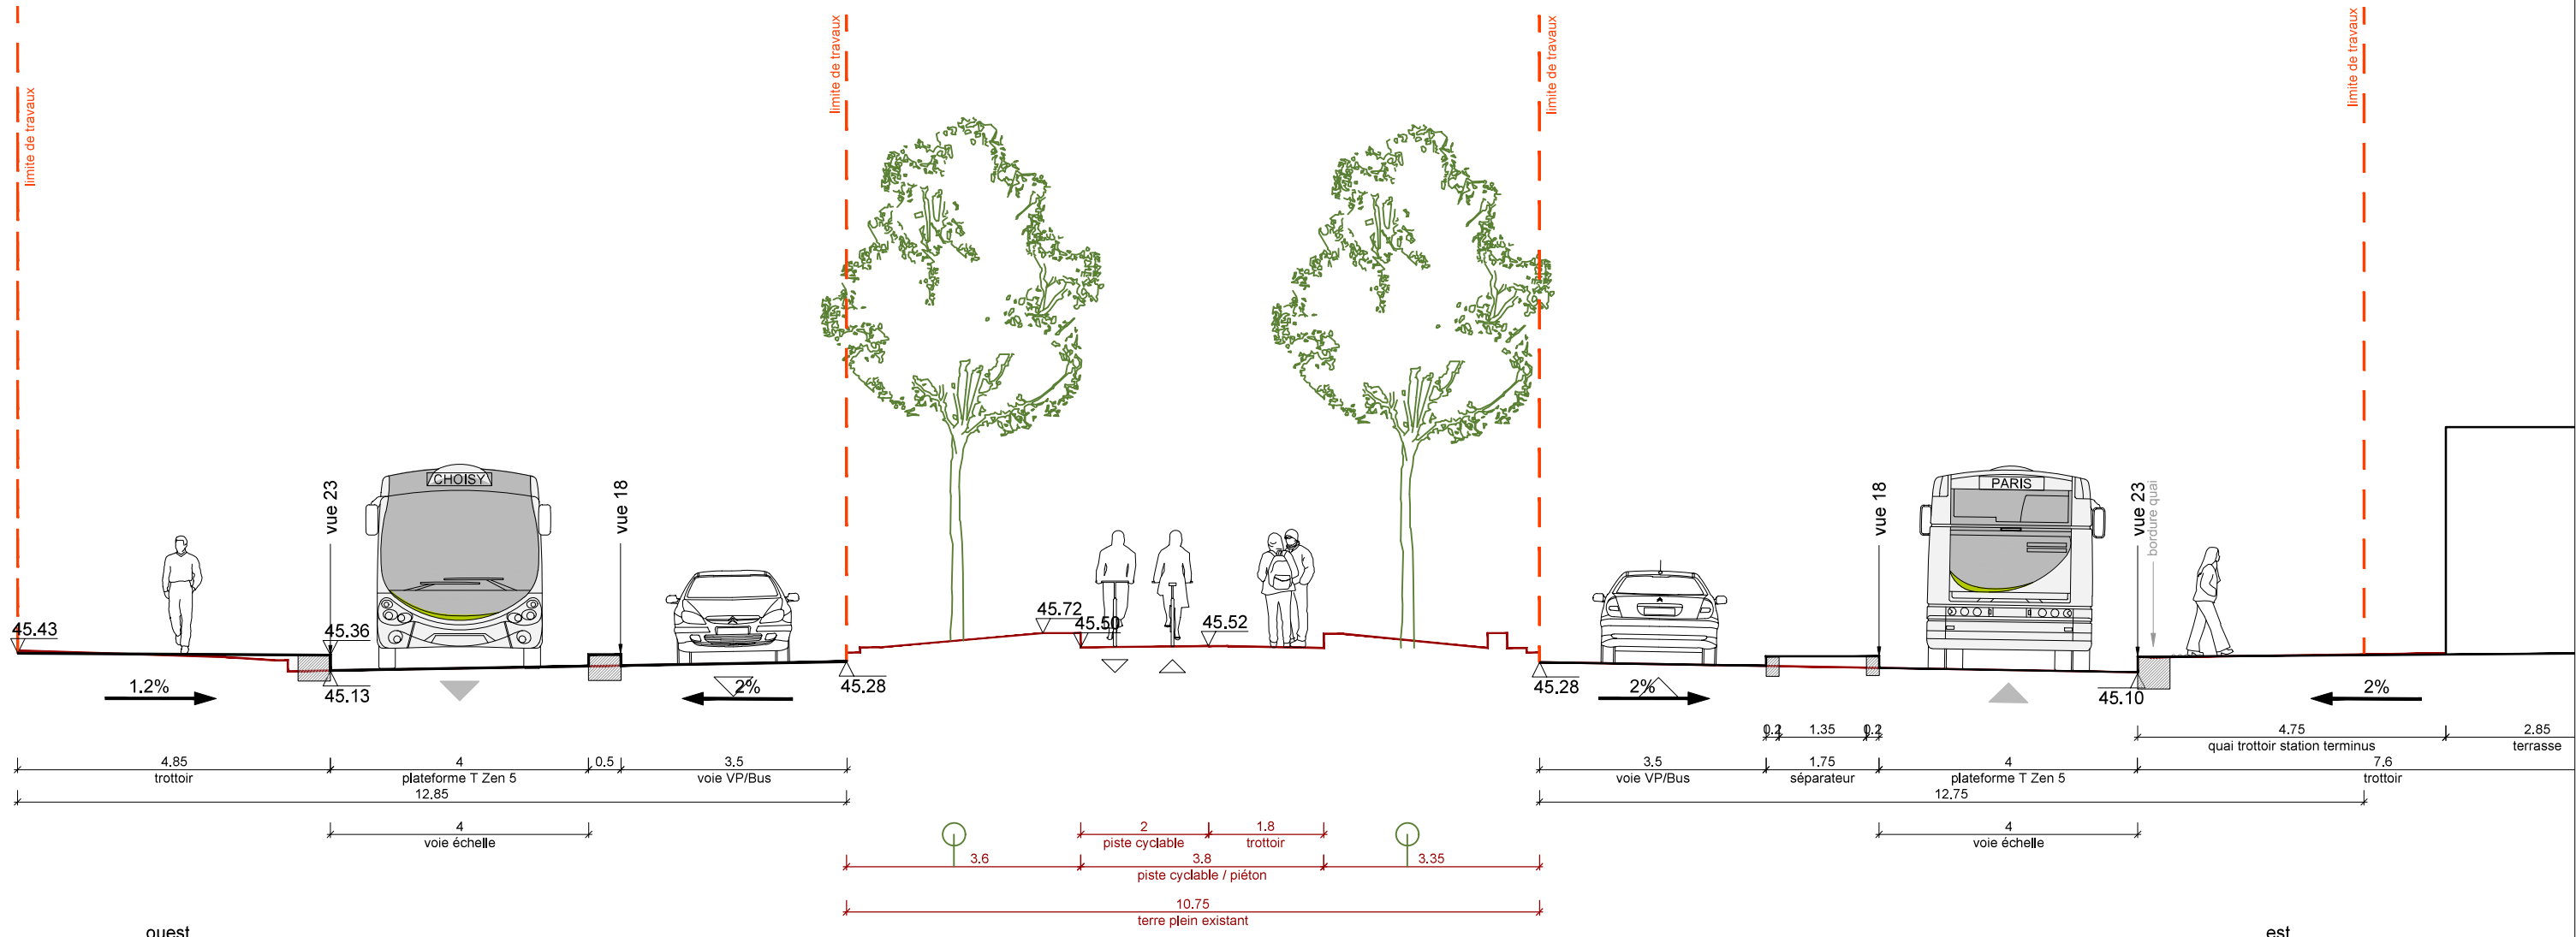 limite de travaux
limite de travaux
limite de travaux
limite de travaux
CHOISY
PARIS
vue 23
vue 18
vue 18
vue 23
bordure quai
45.43
45.36
45.72
45.50
45.52
45.13
45.28
45.28
45.10
1.2%
2%
2%
2%
0.2
1.35
0.2
4.75
2.85
quai trottoir station terminus
terrasse
4.85
4
0.5
3.5
3.5
1.75
4
7.6
trottoir
plateforme T Zen 5
voie VP/Bus
voie VP/Bus
séparateur
plateforme T Zen 5
trottoir
12.85
12.75
4
2
1.8
4
voie échelle
piste cyclable
trottoir
voie échelle
3.6
3.8
3.35
piste cyclable / piéton
10.75
terre plein existant
ouest
est